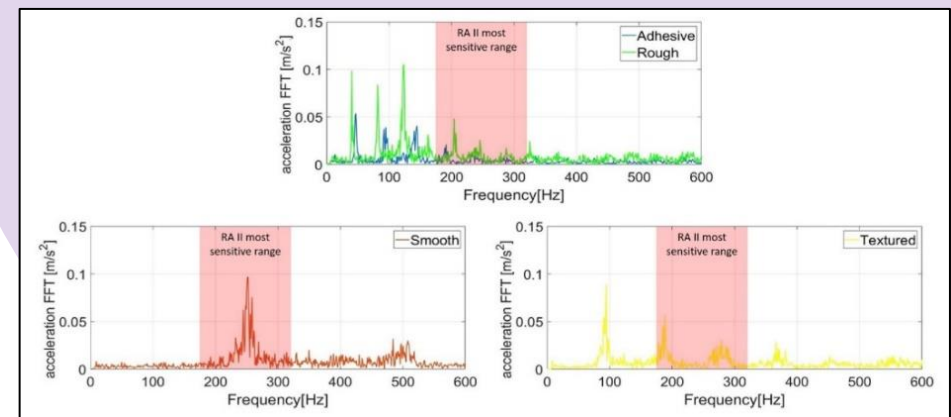 0.15
RA II most
sensitive range
Adhesive
Rough
acceleration FFT [m/s²]
0.1
0.05
0
0 100 200 300 400 500 600
Frequency[Hz]
0.15
RA II most
sensitive range
Smooth
acceleration FFT [m/s²]
0.1
0.05
0
0 100 200 300 400 500 600
Frequency[Hz]
0.15
RA II most
sensitive range
Textured
acceleration FFT [m/s²]
0.1
0.05
0
0 100 200 300 400 500 600
Frequency[Hz]